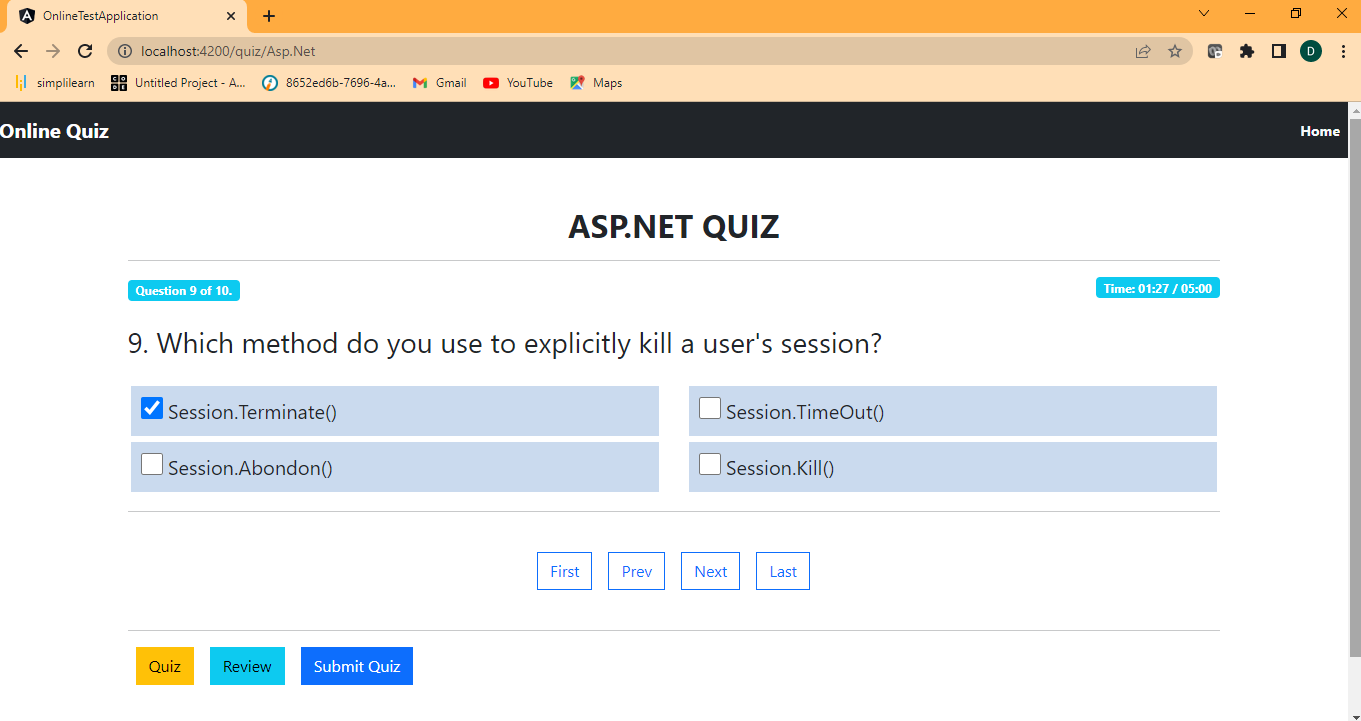 OnlineTestApplication
localhost:4200/quiz/Asp.Net
D
simplilearn
CODE
Untitled Project - A...
8652ed6b-7696-4a...
Gmail
YouTube
Maps
Online Quiz
Home
ASP.NET QUIZ
Question 9 of 10.
Time: 01:27 / 05:00
9. Which method do you use to explicitly kill a user's session?
Session.Terminate()
Session.TimeOut()
Session.Abondon()
Session.Kill()
First
Prev
Next
Last
Quiz
Review
Submit Quiz